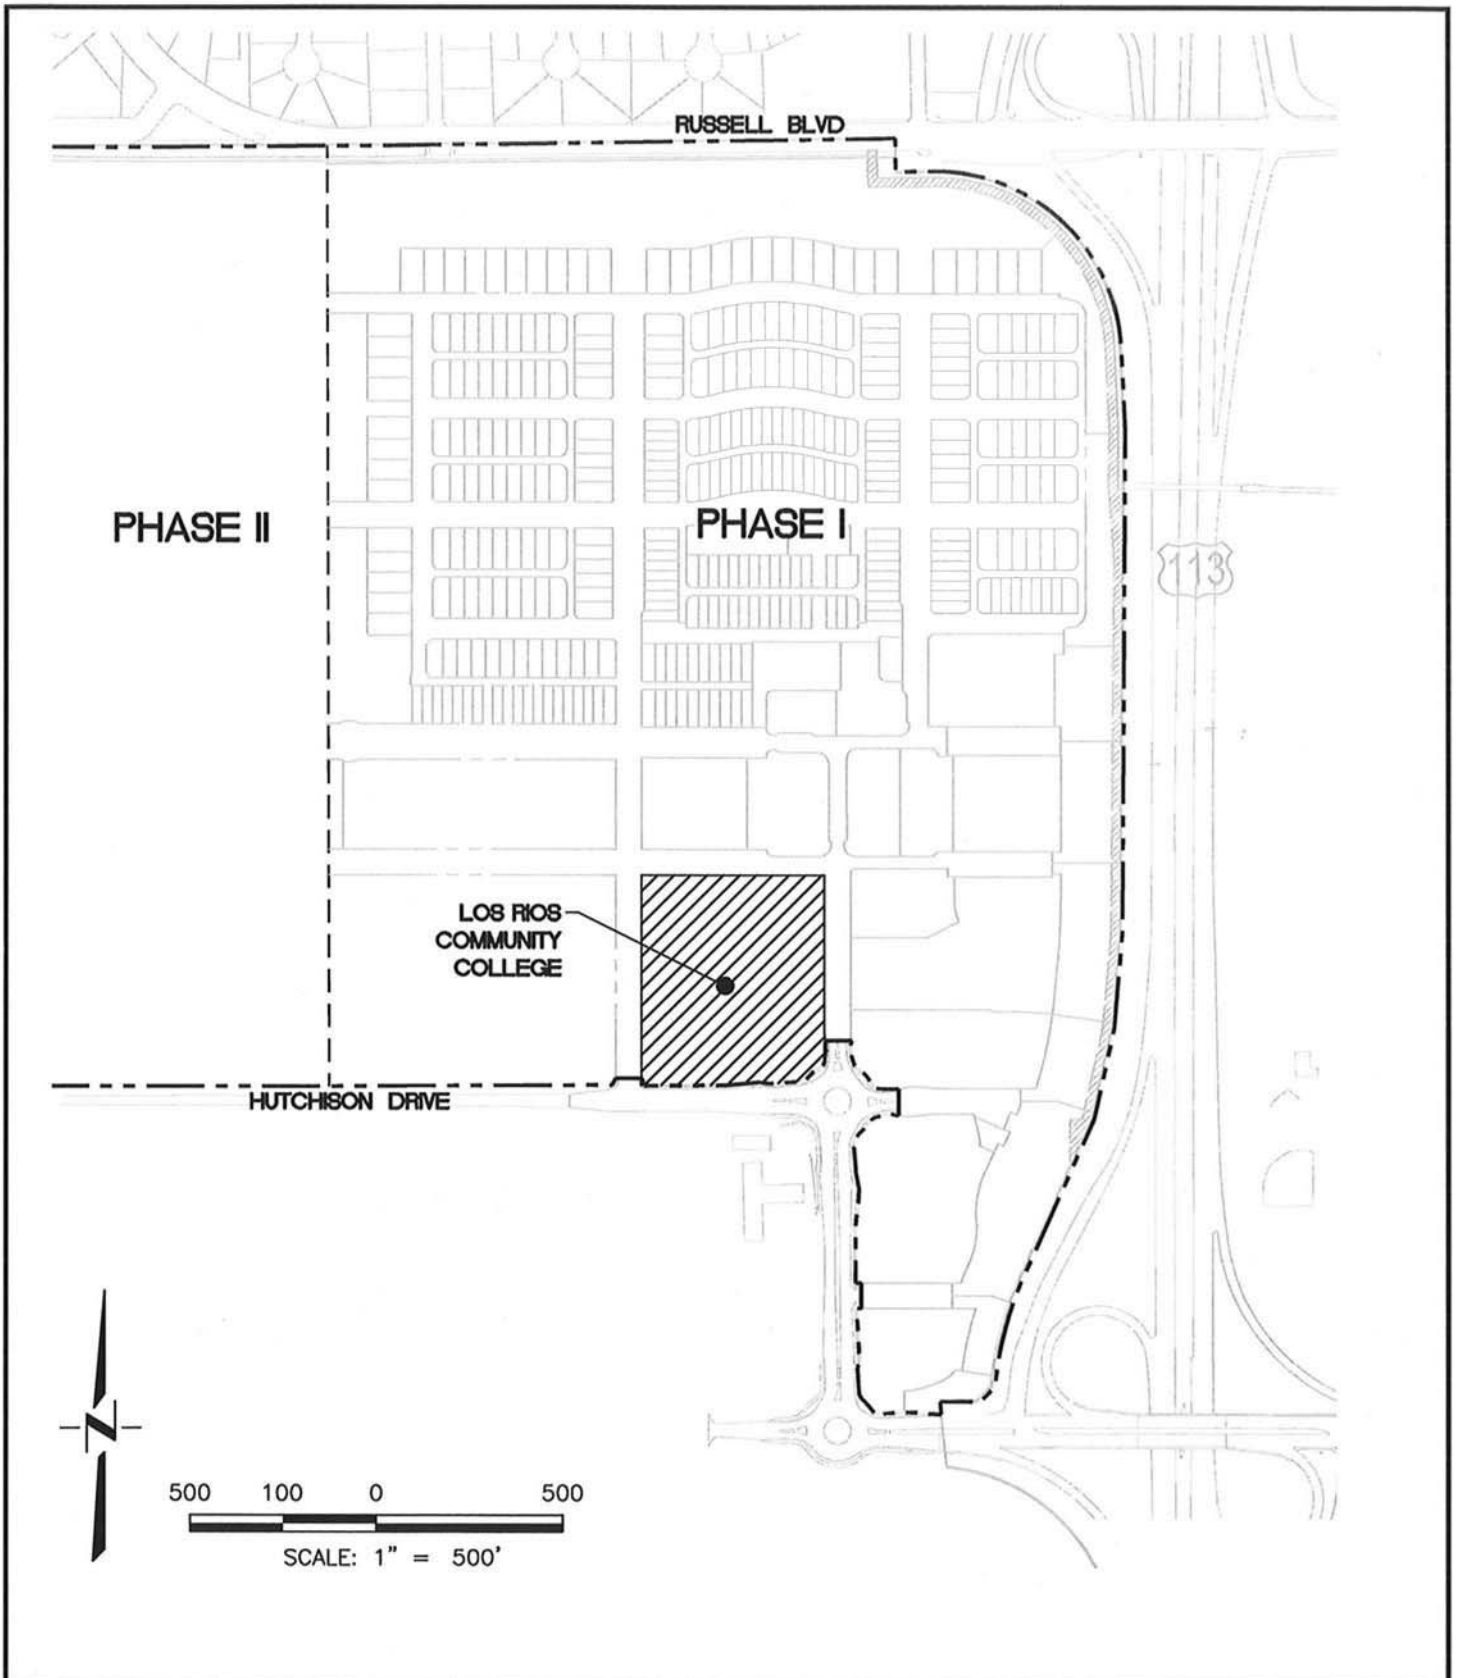 RUSSELL BLVD
PHASE II
PHASE I
113
LOS RIOS
COMMUNITY
COLLEGE
HUTCHISON DRIVE
N
500 100 0 500
SCALE: 1" = 500'